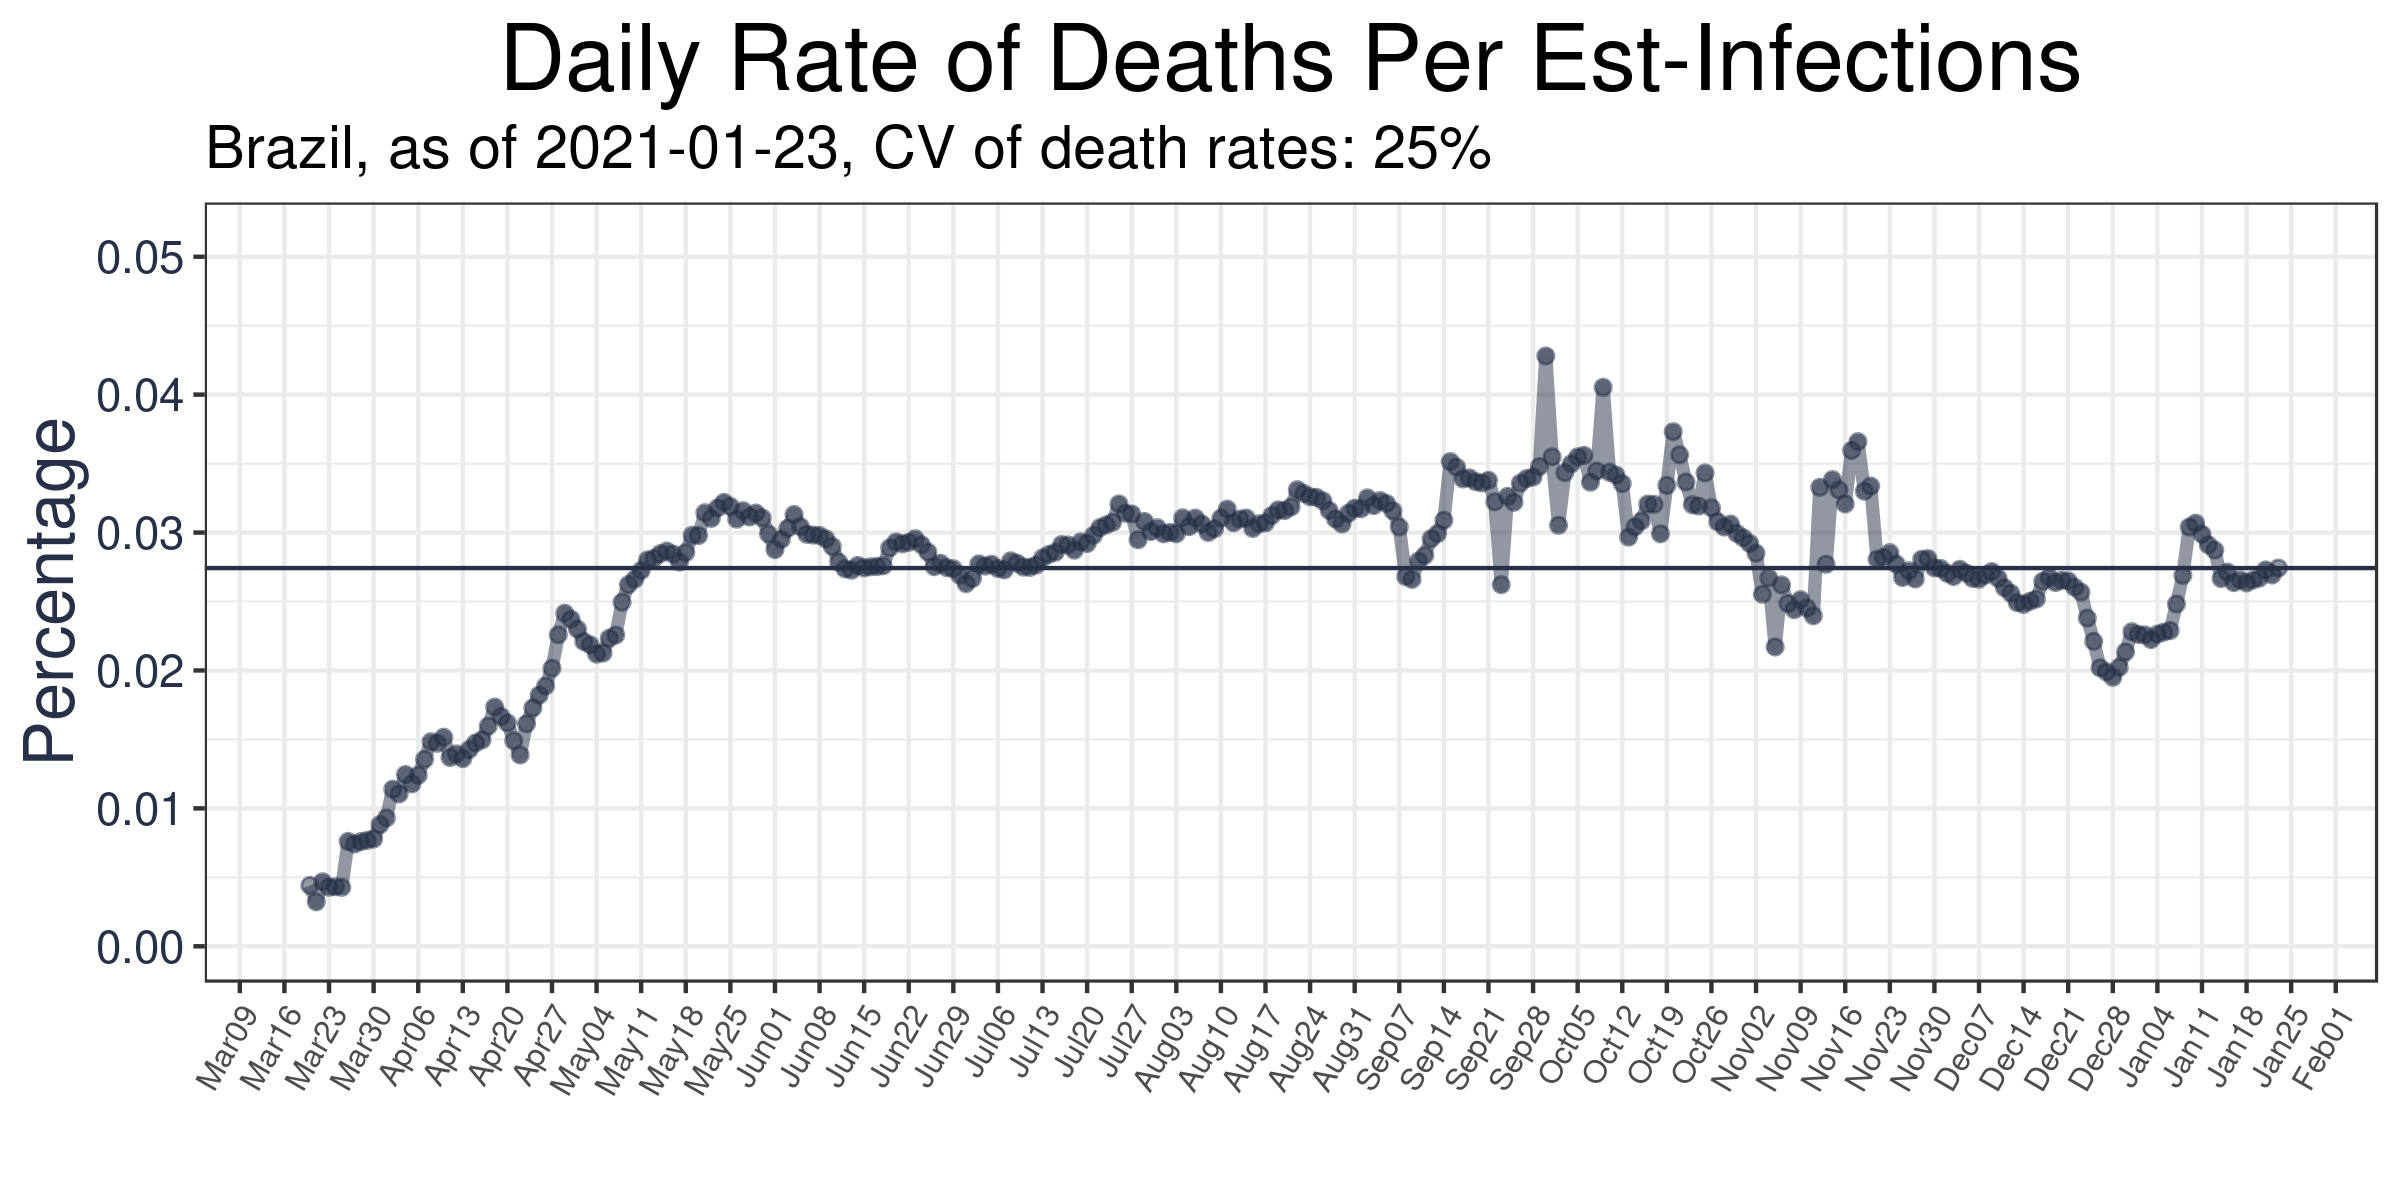 Daily Rate of Deaths Per Est-Infections
Brazil, as of 2021-01-23, CV of death rates: 25%
Percentage
0.05
0.04
0.03
0.02
0.01
0.00
Mar09
Mar16
Mar23
Mar30
Apr06
Apr13
Apr20
Apr27
May04
May11
May18
May25
Jun01
Jun08
Jun15
Jun22
Jun29
Jul06
Jul13
Jul20
Jul27
Aug03
Aug10
Aug17
Aug24
Aug31
Sep07
Sep14
Sep21
Sep28
Oct05
Oct12
Oct19
Oct26
Nov02
Nov09
Nov16
Nov23
Nov30
Dec07
Dec14
Dec21
Dec28
Jan04
Jan11
Jan18
Jan25
Feb01